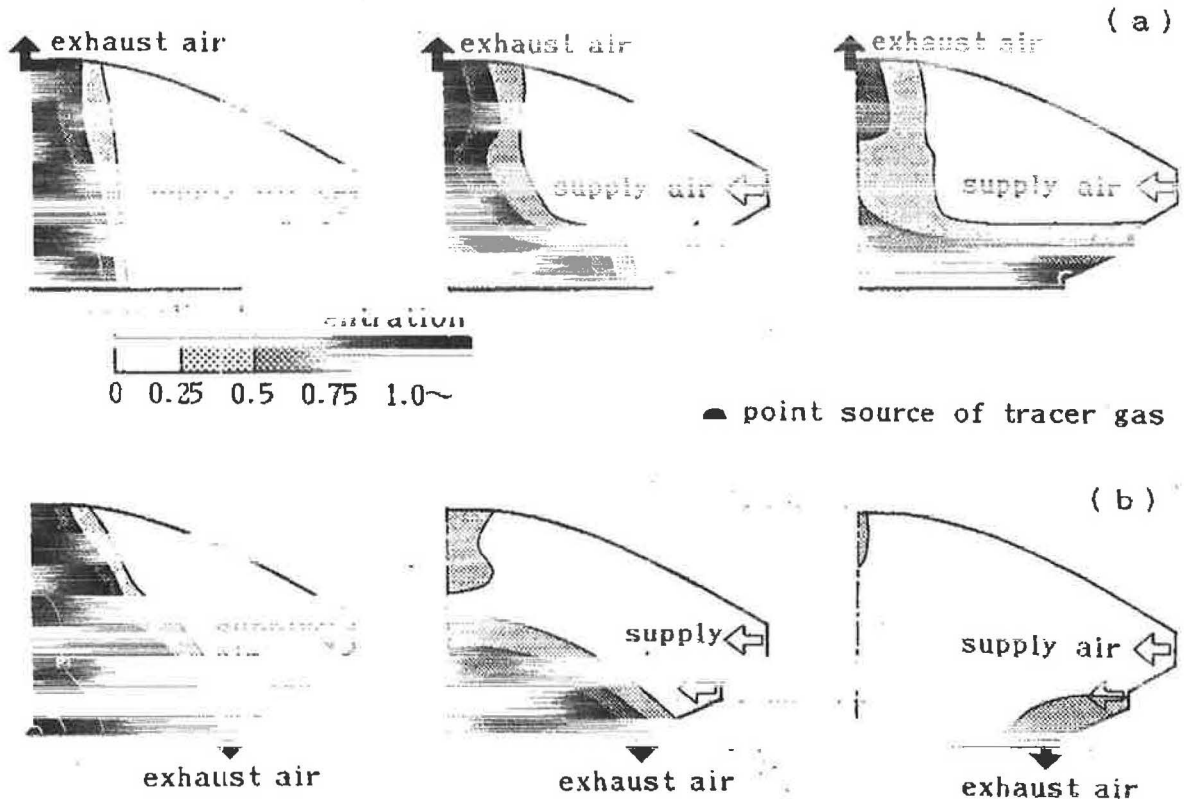 ( a )
exhaust air
exhaust air
exhaust air
supply air
supply air
0 0.25 0.5 0.75 1.0~
point source of tracer gas
( b )
supply
supply air
exhaust air
exhaust air
exhaust air